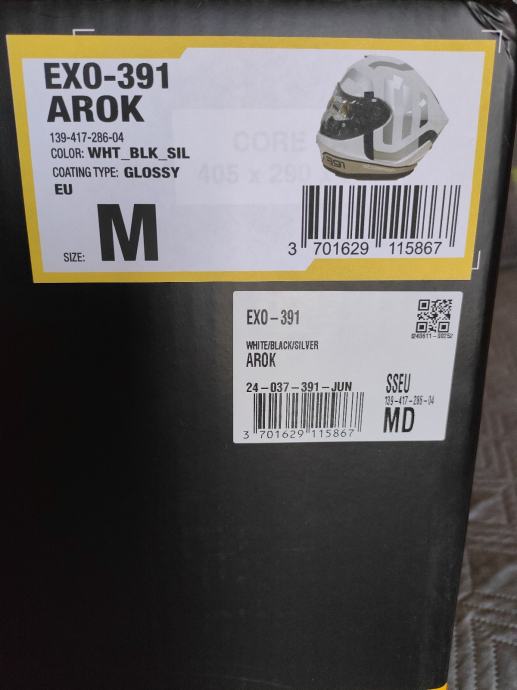 EXO-391
AROK
139-417-286-04
COLOR: WHT_BLK_SIL
COATING TYPE: GLOSSY
EU
SIZE: M
CORE
405 x 290
391
3 701629 115867
EXO-391
WHITE/BLACK/SILVER
AROK
24-037-391-JUN
3 701629 115867
SSEU
139-417-286-04
MD